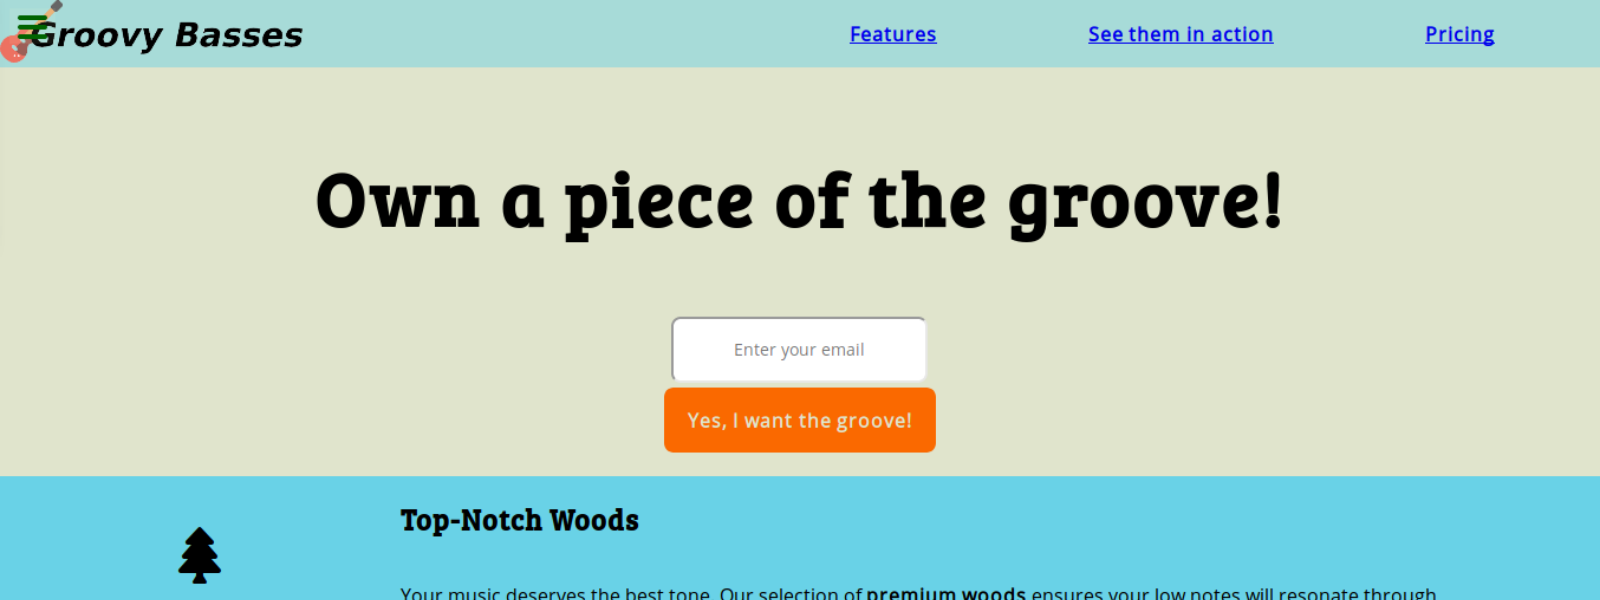 Groovy Basses
Features
See them in action
Pricing
Own a piece of the groove!
Enter your email
Yes, I want the groove!
Top-Notch Woods
Your music deserves the best tone. Our selection of premium woods ensures your low notes will resonate through